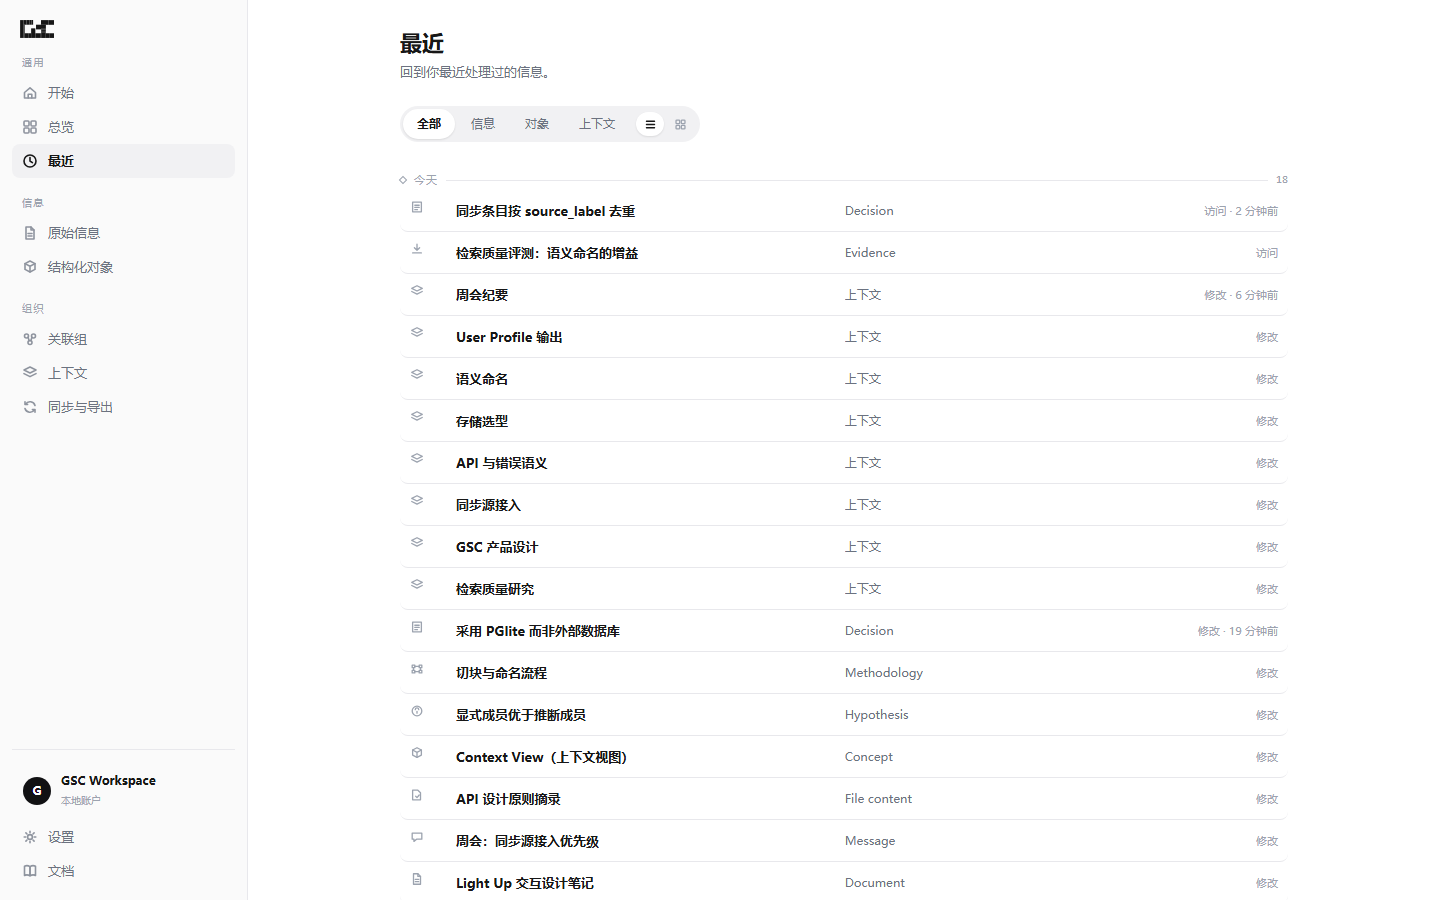 GSC
通用
开始
总览
最近
信息
原始信息
结构化对象
组织
关联组
上下文
同步与导出
G
GSC Workspace
本地账户
设置
文档
最近
回到你最近处理过的信息。
全部 信息 对象 上下文
今天 18
同步条目按 source_label 去重 Decision 访问 · 2 分钟前
检索质量评测：语义命名的增益 Evidence 访问
周会纪要 上下文 修改 · 6 分钟前
User Profile 输出 上下文 修改
语义命名 上下文 修改
存储选型 上下文 修改
API 与错误语义 上下文 修改
同步源接入 上下文 修改
GSC 产品设计 上下文 修改
检索质量研究 上下文 修改
采用 PGlite 而非外部数据库 Decision 修改 · 19 分钟前
切块与命名流程 Methodology 修改
显式成员优于推断成员 Hypothesis 修改
Context View（上下文视图） Concept 修改
API 设计原则摘录 File content 修改
周会：同步源接入优先级 Message 修改
Light Up 交互设计笔记 Document 修改